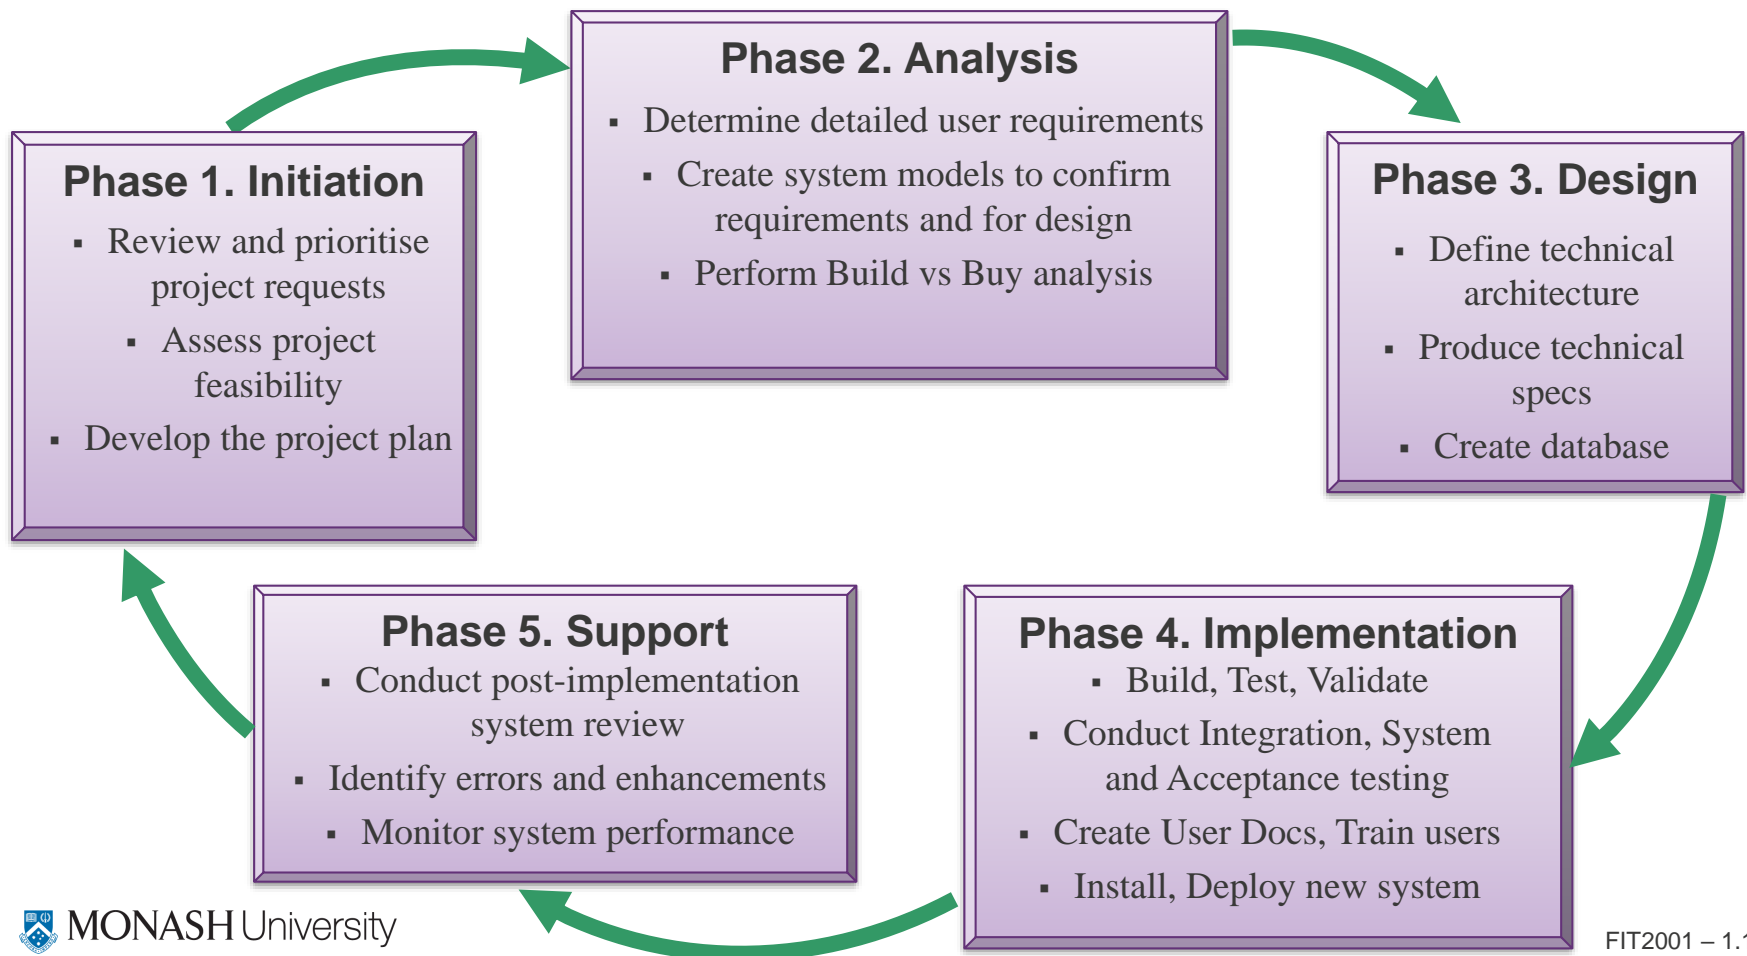 Phase 1. Initiation
▪ Review and prioritise
project requests
▪ Assess project
feasibility
▪ Develop the project plan
Phase 2. Analysis
▪ Determine detailed user requirements
▪ Create system models to confirm
requirements and for design
▪ Perform Build vs Buy analysis
Phase 3. Design
▪ Define technical
architecture
▪ Produce technical
specs
▪ Create database
Phase 4. Implementation
▪ Build, Test, Validate
▪ Conduct Integration, System
and Acceptance testing
▪ Create User Docs, Train users
▪ Install, Deploy new system
Phase 5. Support
▪ Conduct post-implementation
system review
▪ Identify errors and enhancements
▪ Monitor system performance
MONASH University
FIT2001 – 1.1